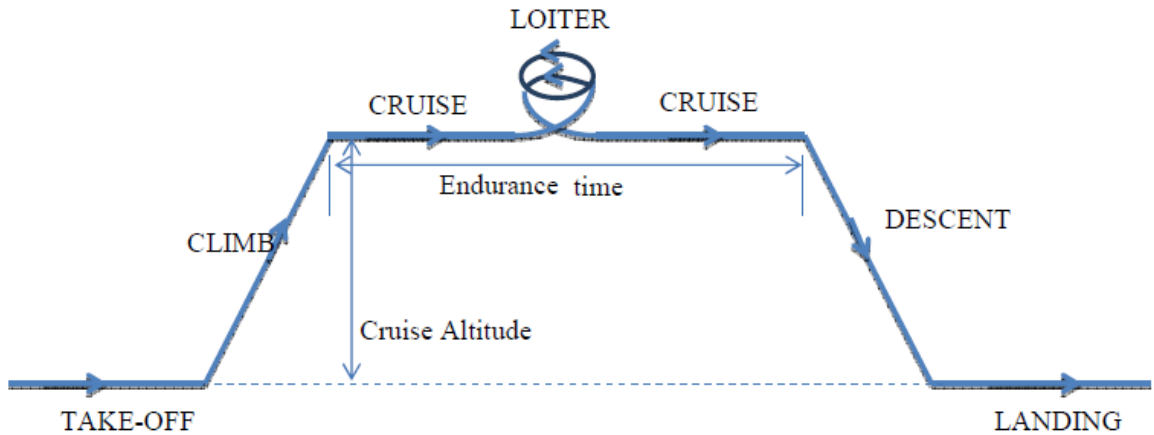 LOITER
CRUISE
CRUISE
Endurance time
CLIMB
DESCENT
Cruise Altitude
TAKE-OFF
LANDING